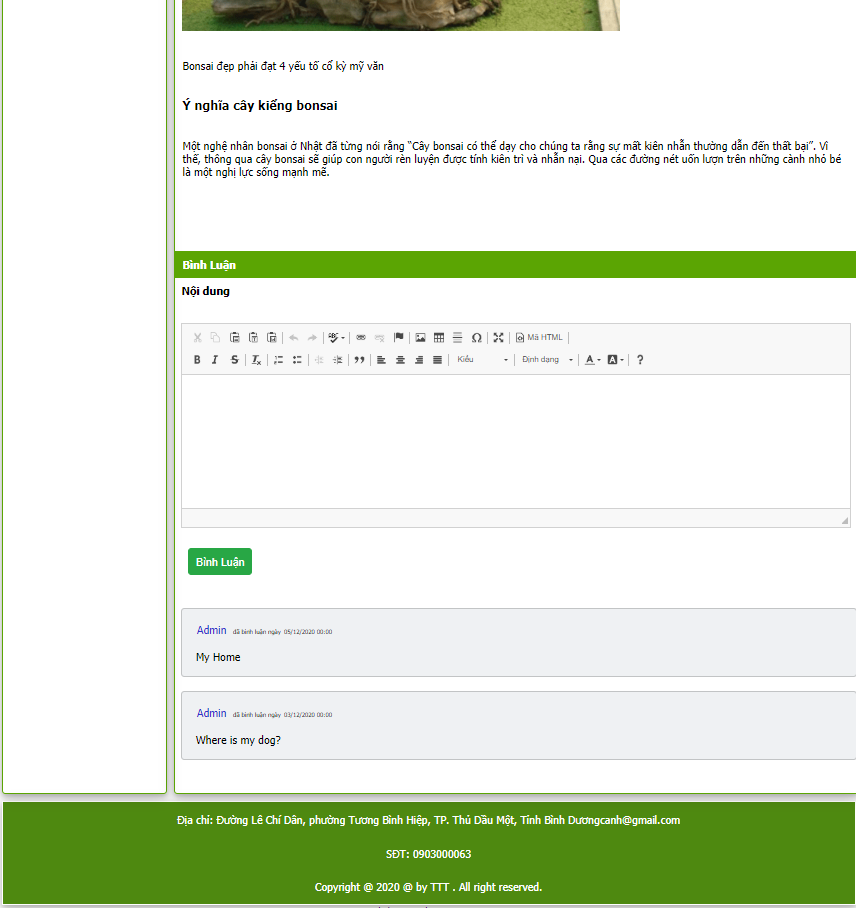 Bonsai đẹp phải đạt 4 yếu tố cổ kỳ mỹ văn
Ý nghĩa cây kiểng bonsai
Một nghệ nhân bonsai ở Nhật đã từng nói rằng “Cây bonsai có thể dạy cho chúng ta rằng sự mất kiên nhẫn thường dẫn đến thất bại”. Vì
thế, thông qua cây bonsai sẽ giúp con người rèn luyện được tính kiên trì và nhẫn nại. Qua các đường nét uốn lượn trên những cành nhỏ bé
là một nghị lực sống mạnh mẽ.
Bình Luận
Nội dung
Mã HTML
Kiểu Định dạng
Bình Luận
Admin đã bình luận ngày 05/12/2020 00:00
My Home
Admin đã bình luận ngày 03/12/2020 00:00
Where is my dog?
Địa chỉ: Đường Lê Chí Dân, phường Tương Bình Hiệp, TP. Thủ Dầu Một, Tỉnh Bình Dươngcanh@gmail.com
SĐT: 0903000063
Copyright @ 2020 @ by TTT . All right reserved.